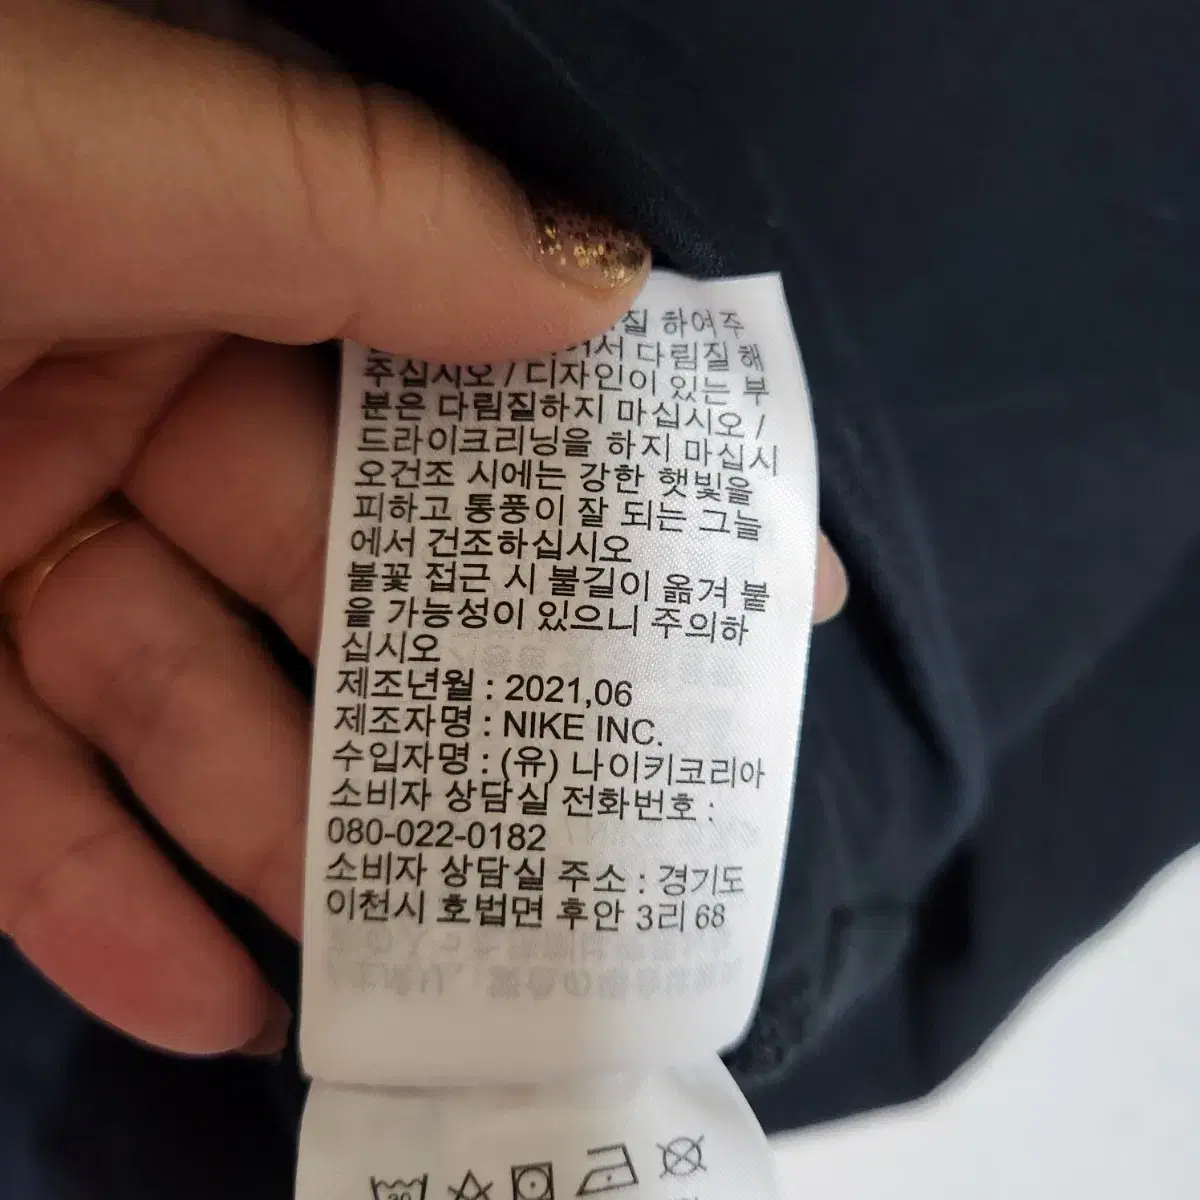 질 하여주
다림질 해
주십시오 / 디자인이 있는 부
분은 다림질하지 마십시오 /
드라이크리닝을 하지 마십시
오건조 시에는 강한 햇빛을
피하고 통풍이 잘 되는 그늘
에서 건조하십시오
불꽃 접근 시 불길이 옮겨 붙
을 가능성이 있으니 주의하
십시오
제조년월 : 2021,06
제조자명 : NIKE INC.
수입자명 : (유) 나이키코리아
소비자 상담실 전화번호 :
080-022-0182
소비자 상담실 주소 : 경기도
이천시 호법면 후안 3리 68
30